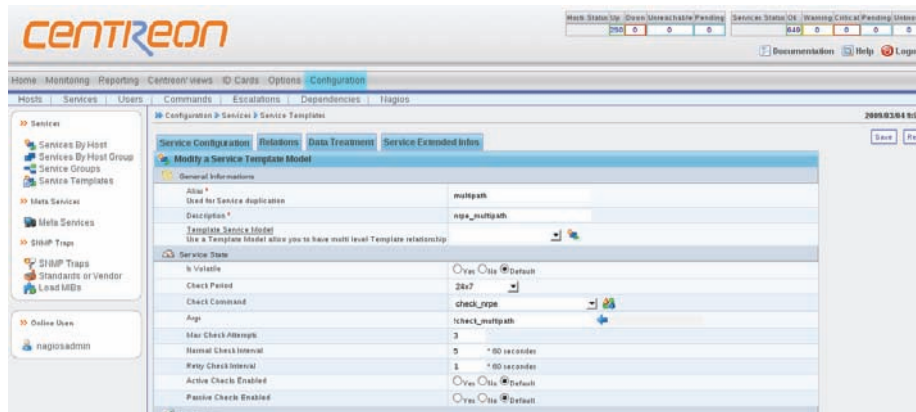 centreon
Hosts Status Up Down Unreachable Pending
250 0 0 0
Services Status Ok Warning Critical Pending
649 0 0 0 0
Documentation Help
Home Monitoring Reporting Centreon' views ID Cards Options Configuration
Hosts | Services | Users | Commands | Escalations | Dependencies | Nagios
Services
Services By Host
Services By Host Group
Service Groups
Service Templates
Meta Services
Meta Services
SNMP Traps
SNMP Traps
Standards or Vendor
Load MIBs
Online Users
nagiosadmin
Configuration Services Service Templates
2009/03/04
Save
Service Configuration Relations Data Treatment Service Extended Infos
Modify a Service Template Model
General Informations
Alias *
Used for Service duplication
multipath
Description *
nrpe_multipath
Template Service Model
Use a Template Model allow you to have multi level Template relationship
Service State
Is Volatile
Yes No Default
Check Period
24x7
Check Command
check_nrpe
Args
!check_multipath
Max Check Attempts
3
Normal Check Interval
5 * 60 secondes
Retry Check Interval
1 * 60 secondes
Active Checks Enabled
Yes No Default
Passive Checks Enabled
Yes No Default